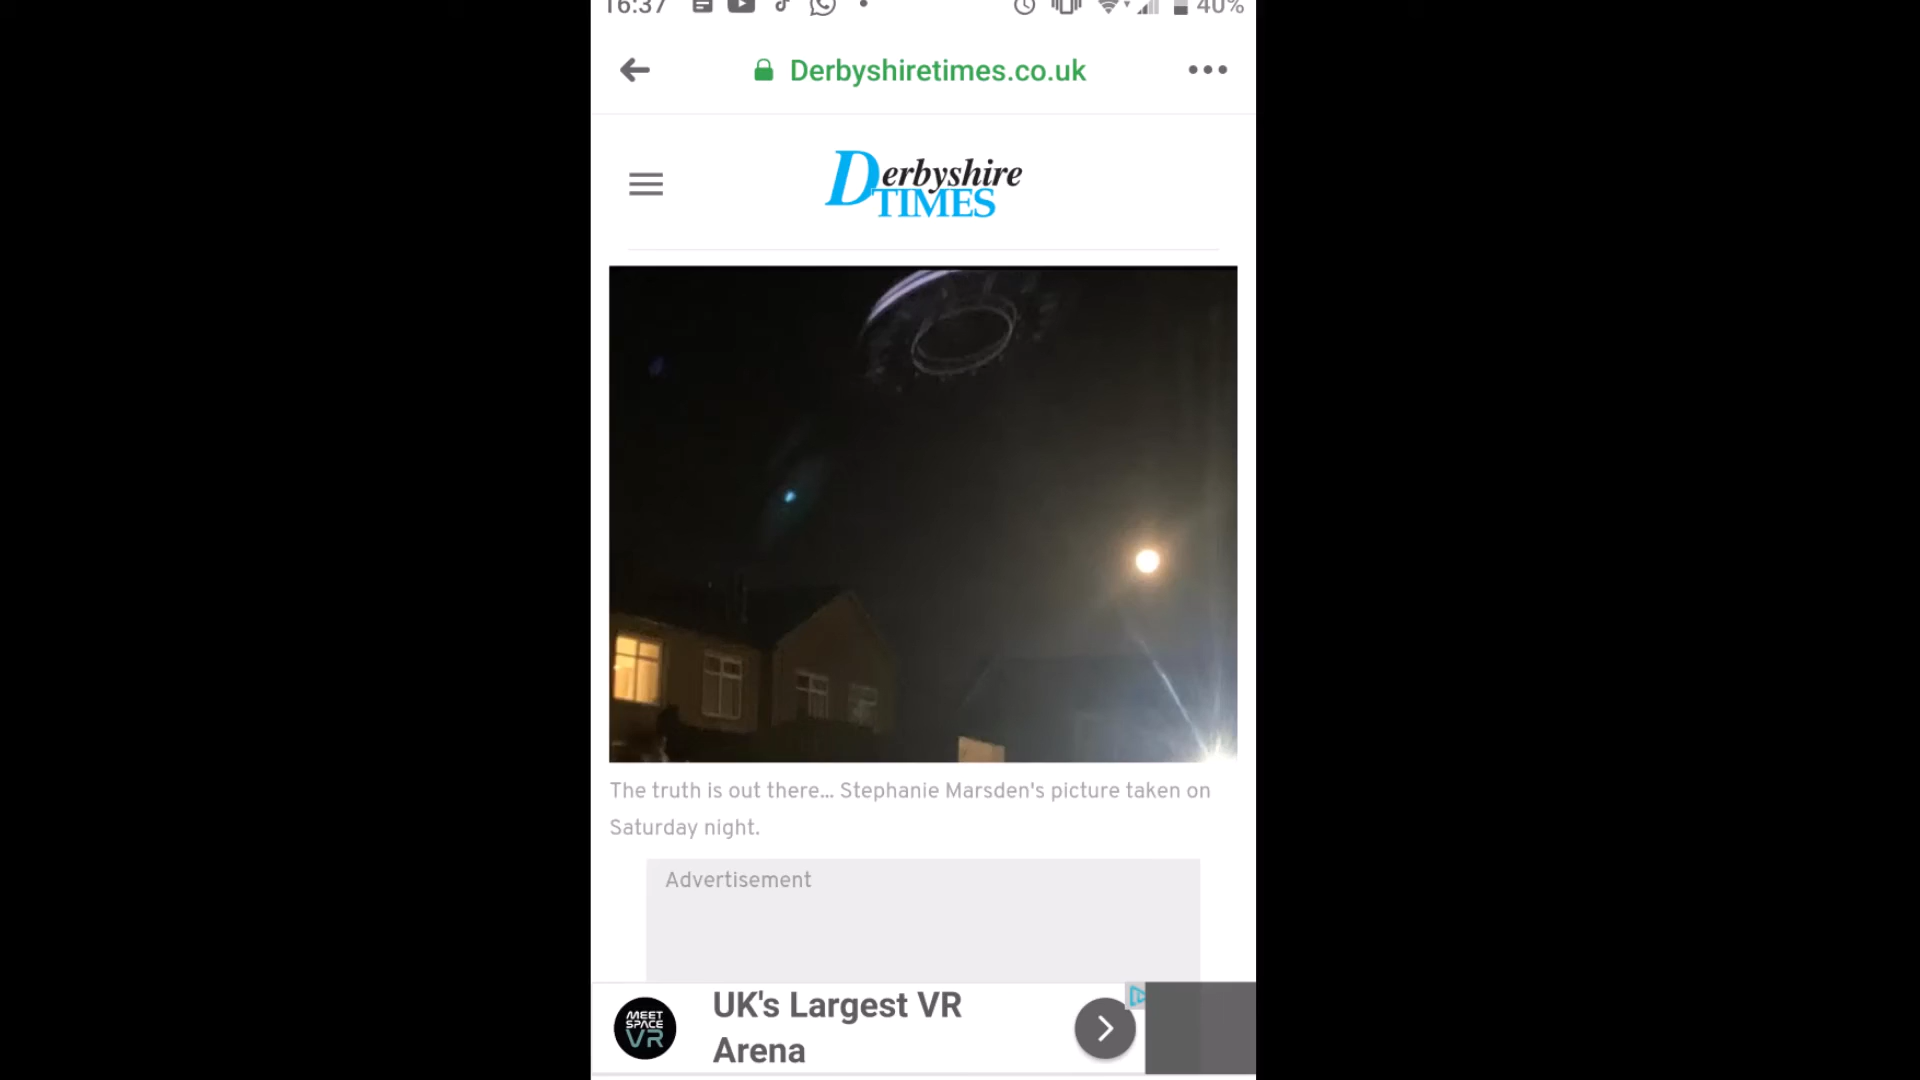 16:37 40%
Derbyshiretimes.co.uk
Derbyshire
TIMES
The truth is out there... Stephanie Marsden's picture taken on
Saturday night.
Advertisement
MEET
SPACE
VR
UK's Largest VR
Arena